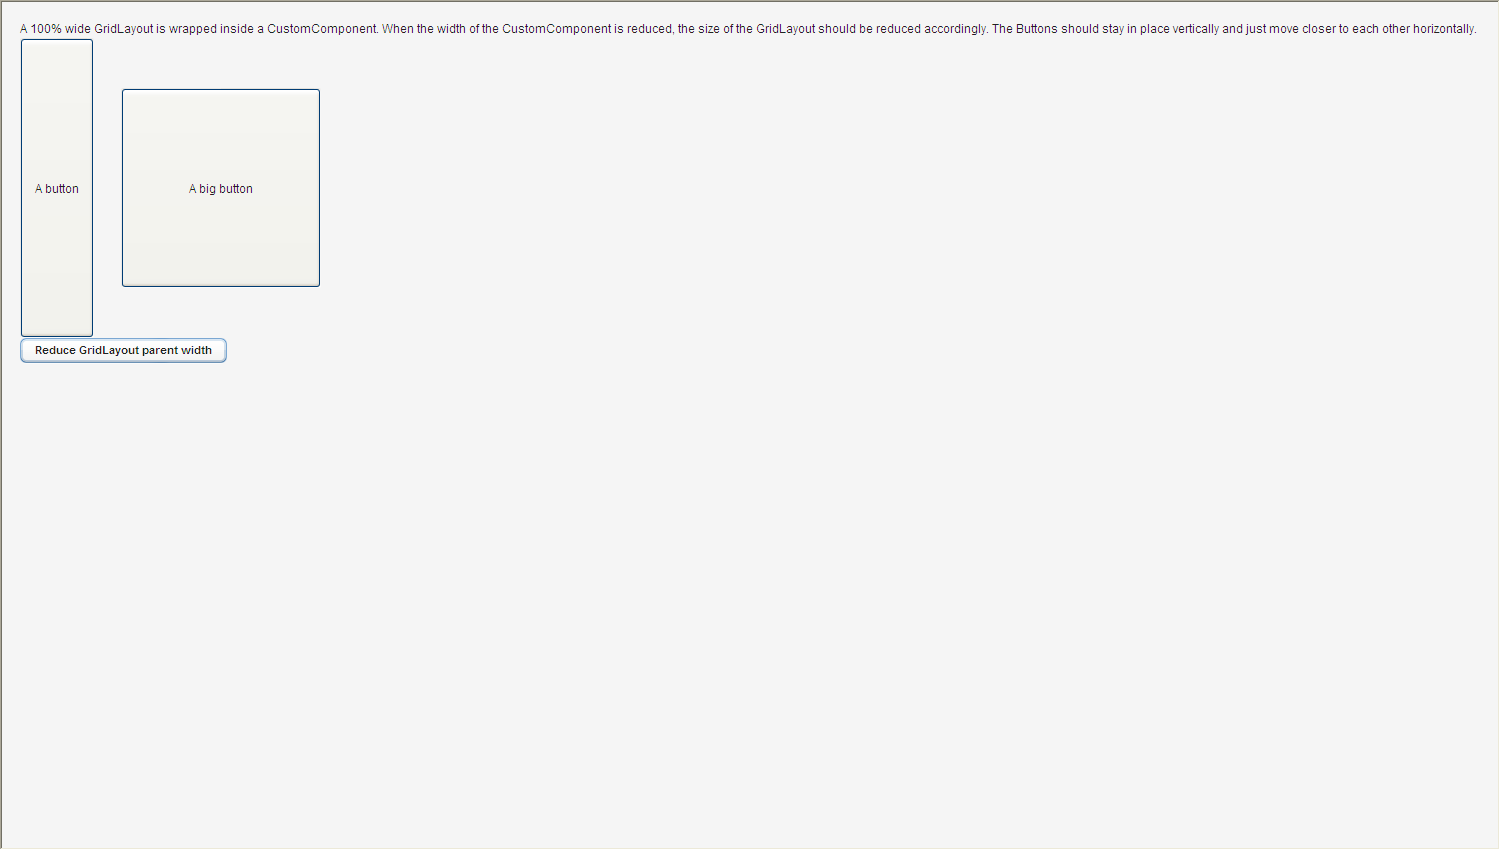 A 100% wide GridLayout is wrapped inside a CustomComponent. When the width of the CustomComponent is reduced, the size of the GridLayout should be reduced accordingly. The Buttons should stay in place vertically and just move closer to each other horizontally.
A button
A big button
Reduce GridLayout parent width